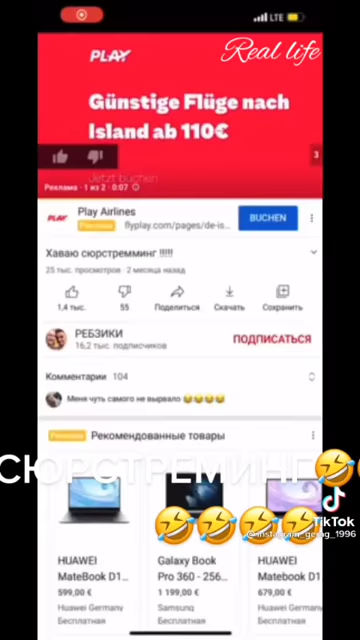 LTE
PLAY
Real life
Günstige Flüge nach
Island ab 110€
Jetzt buchen
3
Реклама · 1 из 2 · 0:07
PLAY
Play Airlines
Реклама flyplay.com/pages/de-is...
BUCHEN
Хаваю сюрстремминг !!!!!
25 тыс. просмотров · 2 месяца назад
1,4 тыс.
55
Поделиться
Скачать
Сохранить
РЕБЗИКИ
16,2 тыс. подписчиков
ПОДПИСАТЬСЯ
Комментарии 104
Меня чуть самого не вырвало 😂😂😂😂
Реклама Рекомендованные товары
СЮРСТРЕМИНГ🤣
🤣🤣🤣🤣
TikTok
HUAWEI
MateBook D1...
599,00 €
Huawei Germany
Бесплатная
Galaxy Book
Pro 360 - 256...
1 199,00 €
Samsung
Бесплатная
HUAWEI
MateBook D1...
679,00 €
Huawei Germany
Бесплатная